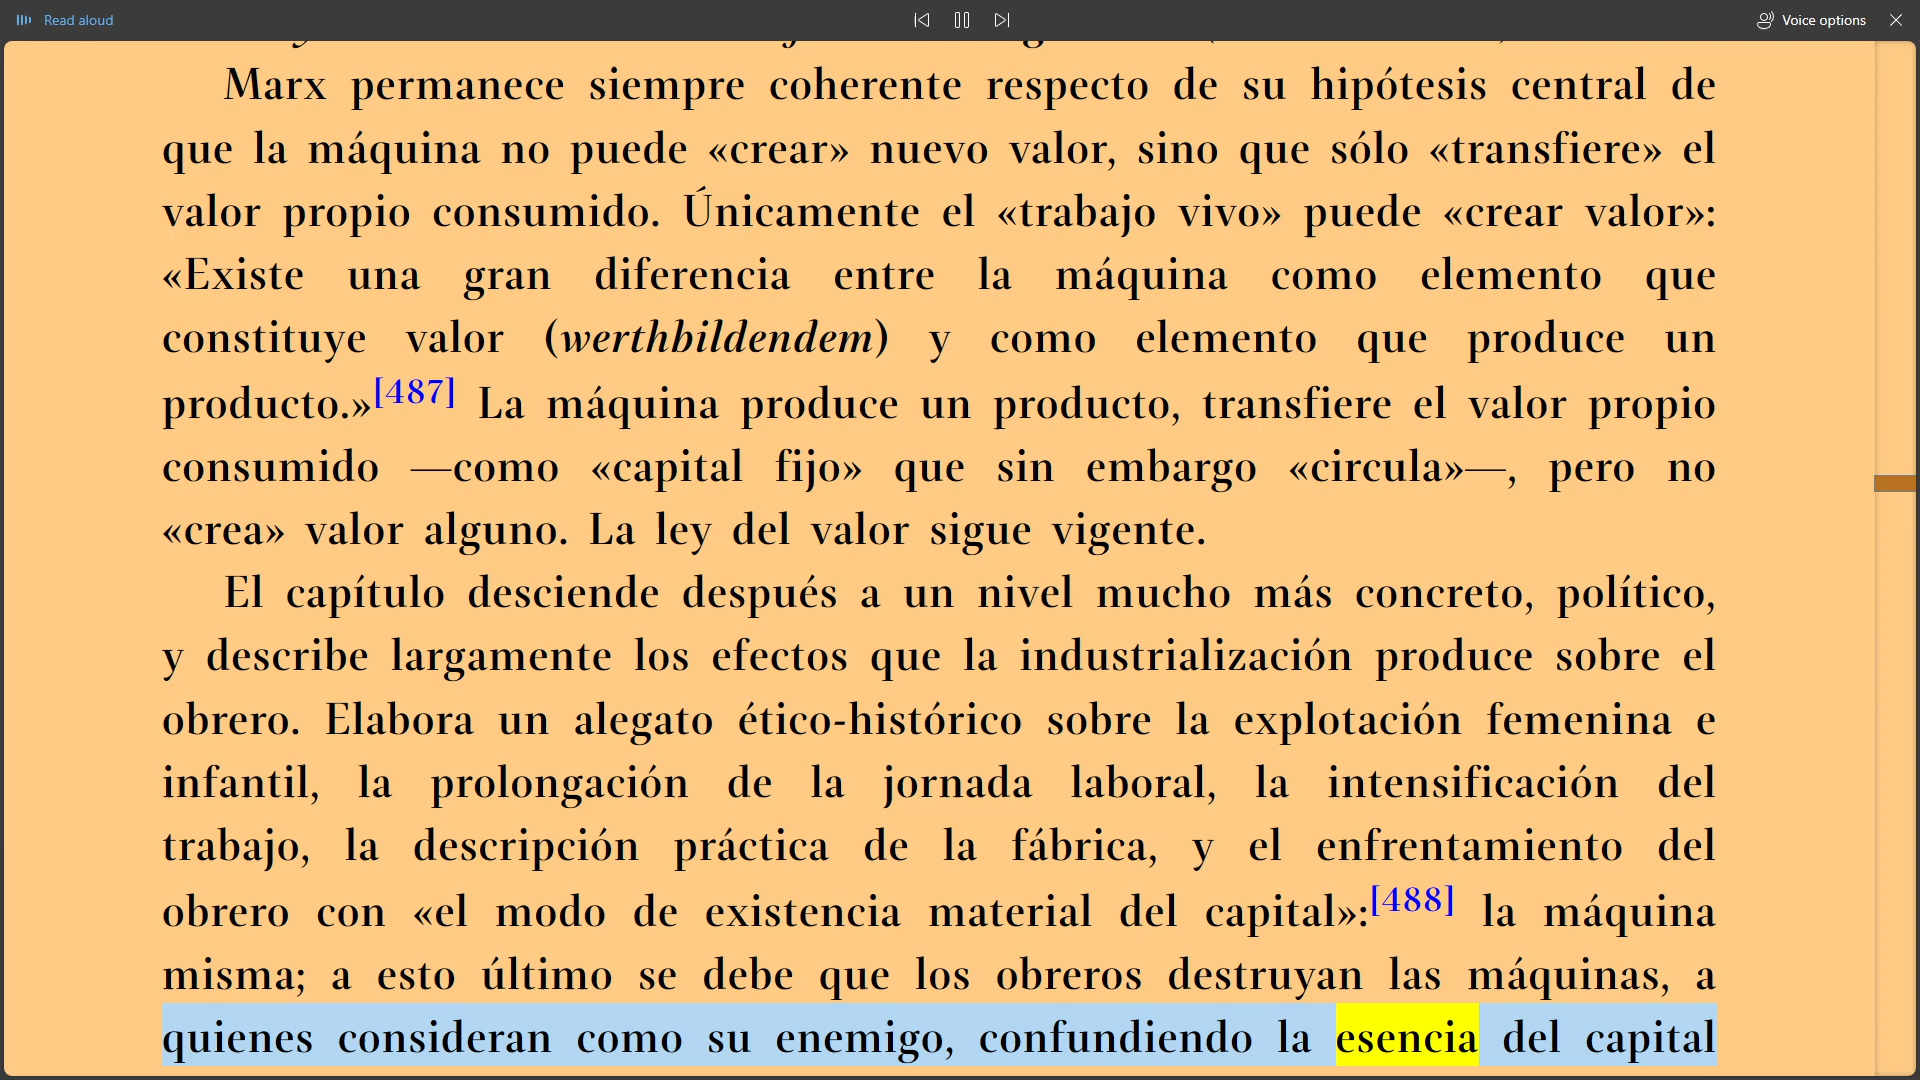 Read aloud
Voice options
Marx permanece siempre coherente respecto de su hipótesis central de
que la máquina no puede «crear» nuevo valor, sino que sólo «transfiere» el
valor propio consumido. Únicamente el «trabajo vivo» puede «crear valor»:
«Existe una gran diferencia entre la máquina como elemento que
constituye valor (werthbildendem) y como elemento que produce un
producto.»[487] La máquina produce un producto, transfiere el valor propio
consumido —como «capital fijo» que sin embargo «circula»—, pero no
«crea» valor alguno. La ley del valor sigue vigente.
El capítulo desciende después a un nivel mucho más concreto, político,
y describe largamente los efectos que la industrialización produce sobre el
obrero. Elabora un alegato ético-histórico sobre la explotación femenina e
infantil, la prolongación de la jornada laboral, la intensificación del
trabajo, la descripción práctica de la fábrica, y el enfrentamiento del
obrero con «el modo de existencia material del capital»:[488] la máquina
misma; a esto último se debe que los obreros destruyan las máquinas, a
quienes consideran como su enemigo, confundiendo la esencia del capital